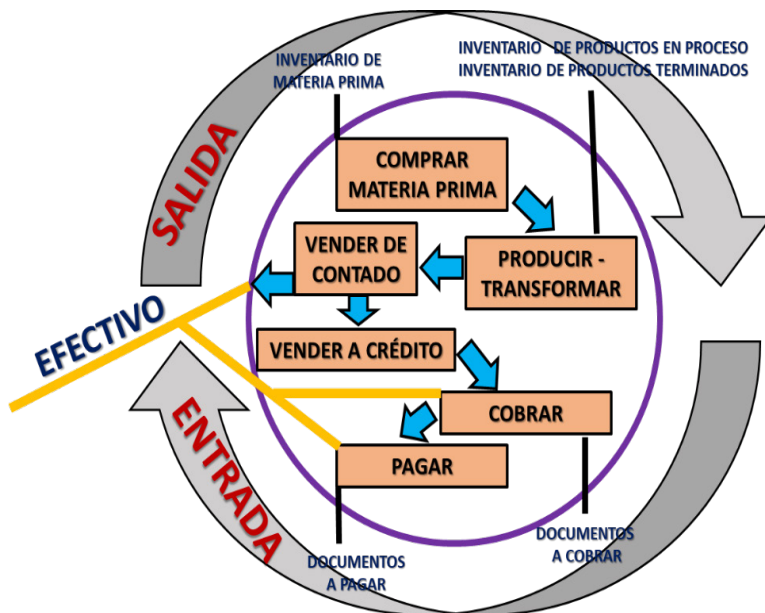 INVENTARIO DE
MATERIA PRIMA
INVENTARIO DE PRODUCTOS EN PROCESO
INVENTARIO DE PRODUCTOS TERMINADOS
SALIDA
COMPRAR
MATERIA PRIMA
VENDER DE
CONTADO
PRODUCIR -
TRANSFORMAR
EFECTIVO
VENDER A CRÉDITO
COBRAR
ENTRADA
PAGAR
DOCUMENTOS
A PAGAR
DOCUMENTOS
A COBRAR